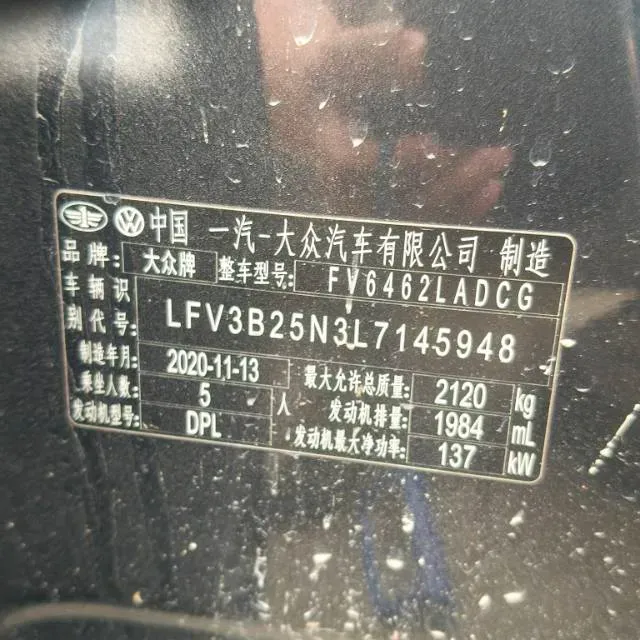 中国 一汽-大众汽车有限公司 制造
品牌: 大众牌 整车型号: FV6462LADCG
车辆识别代号: LFV3B25N3L7145948
制造年月: 2020-11-13 最大允许总质量: 2120 kg
乘坐人数: 5 人 发动机排量: 1984 mL
发动机型号: DPL 发动机最大净功率: 137 kW